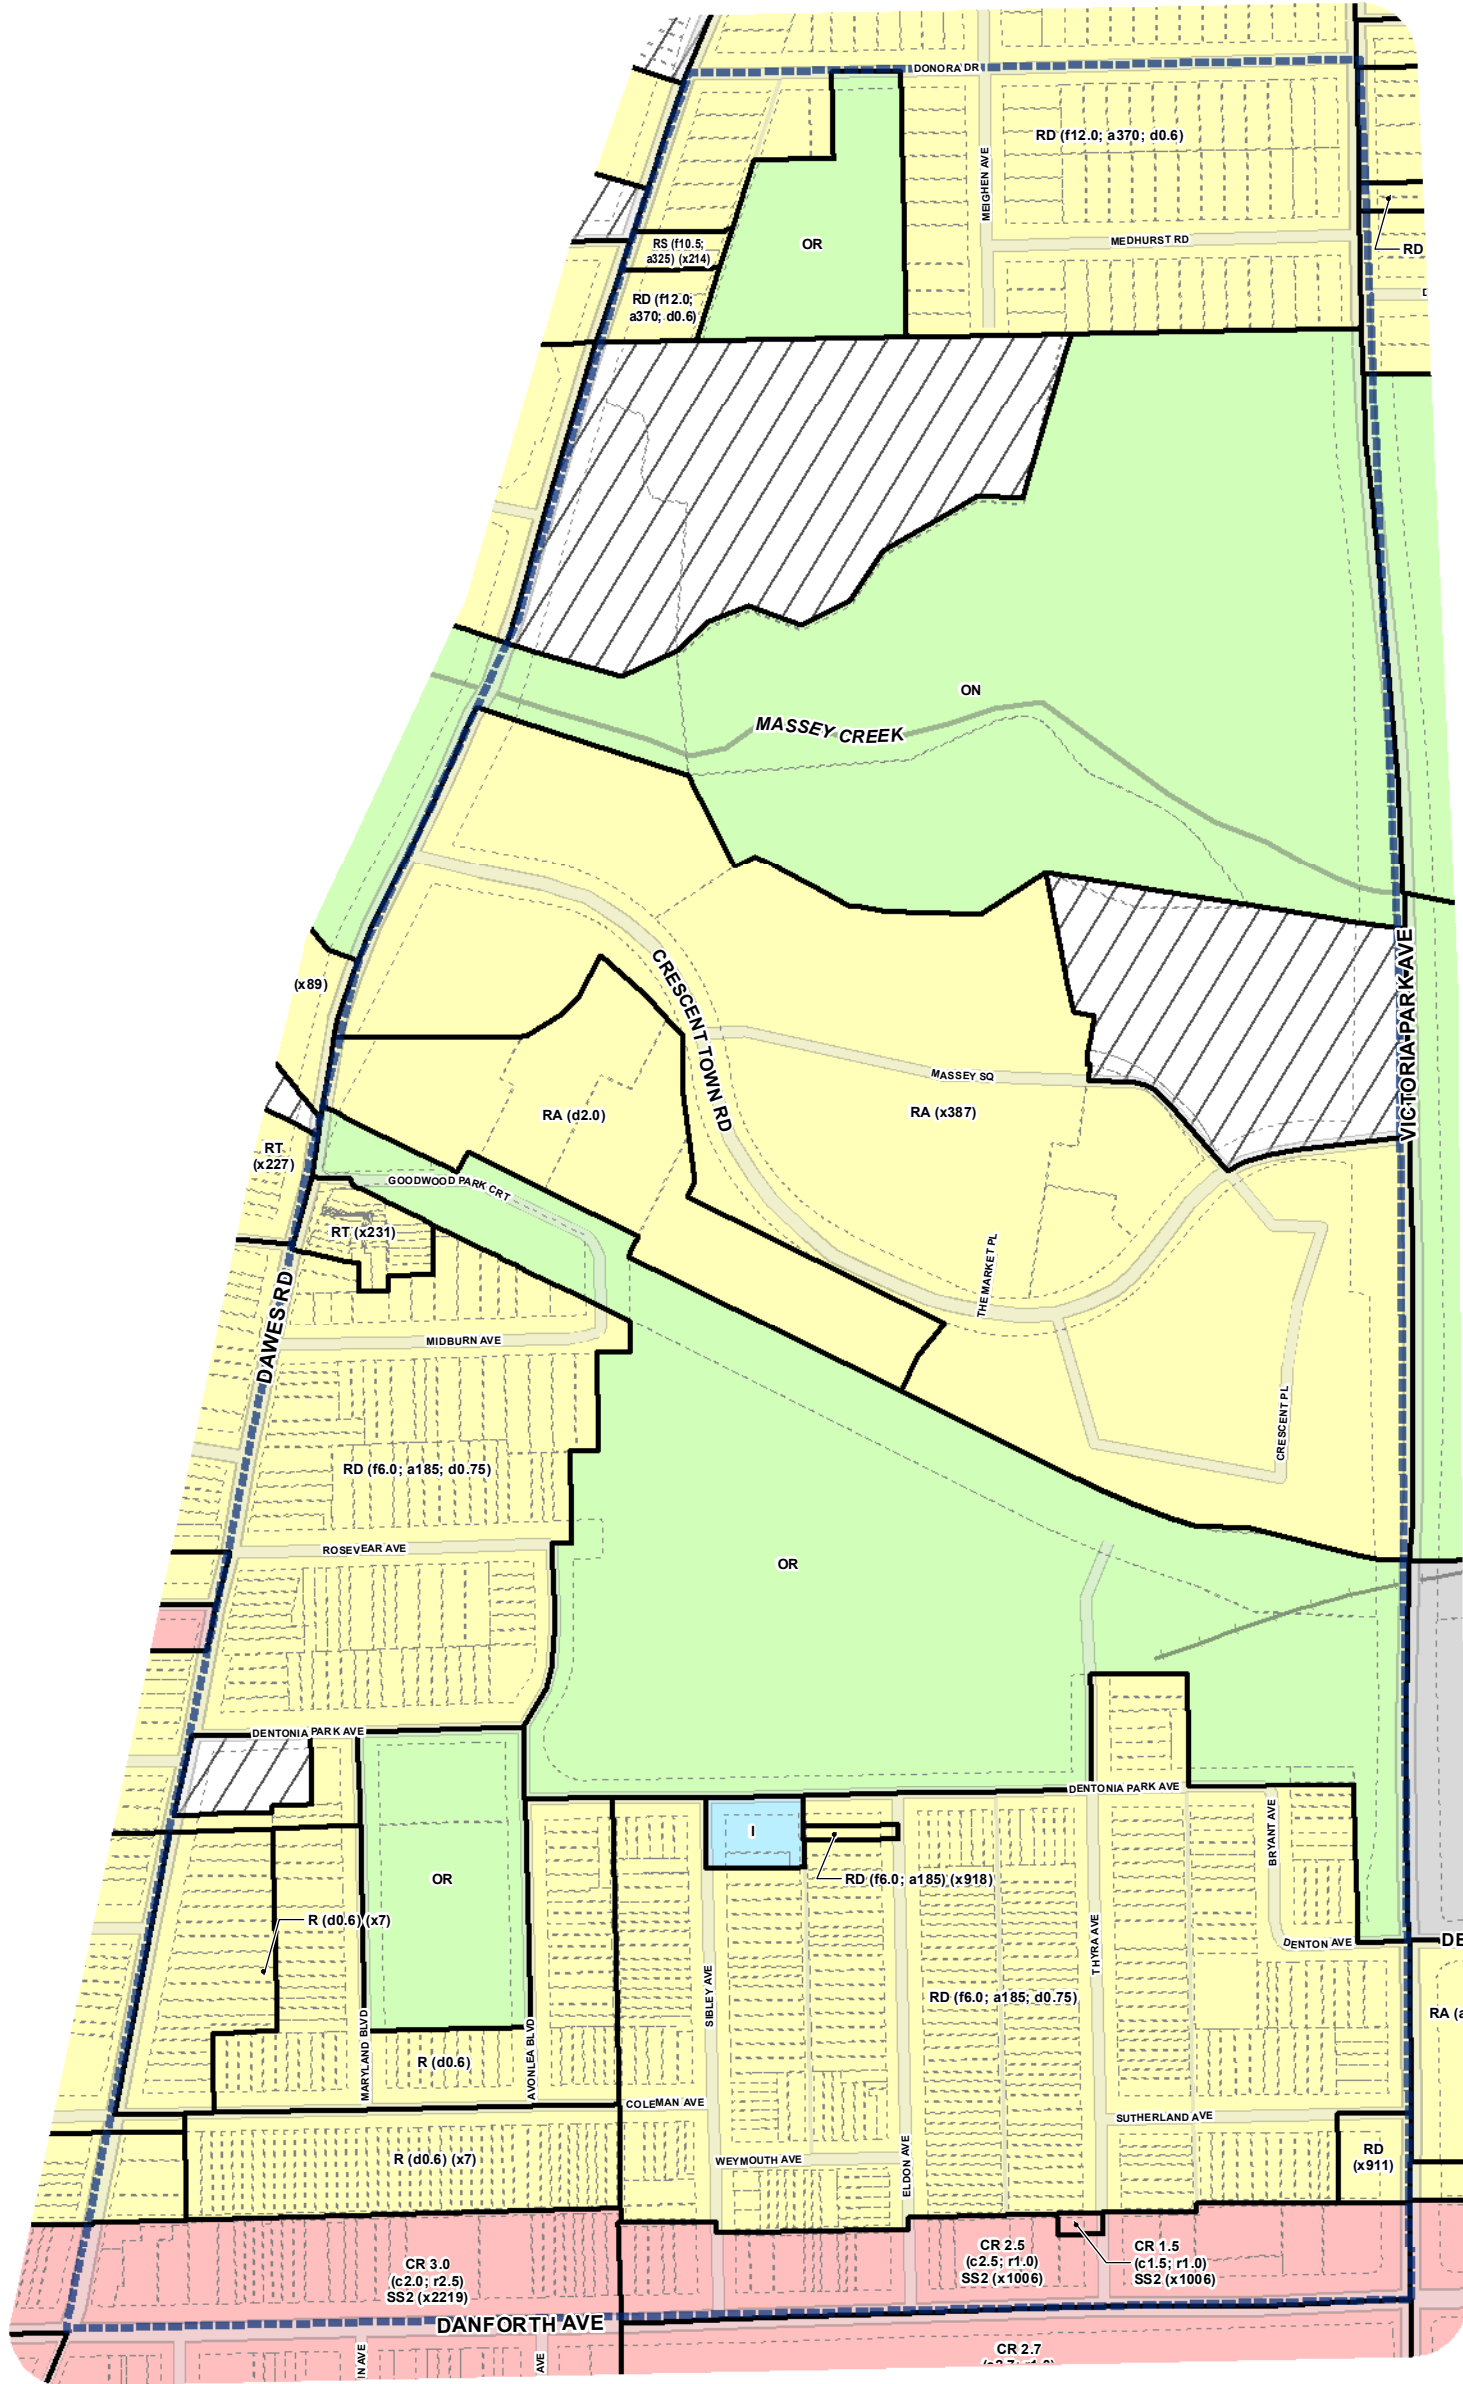 DONORA DR
RD (f12.0; a370; d0.6)
MEIGHEN AVE
MEDHURST RD
OR
RS (f10.5;
a325) (x214)
RD (f12.0;
a370; d0.6)
RD
ON
MASSEY CREEK
(x89)
CRESCENT TOWN RD
VICTORIA PARK AVE
MASSEY SQ
RA (d2.0)
RA (x387)
RT
(x227)
GOODWOOD PARK CRT
RT (x231)
THE MARKET PL
DAWES RD
MIDBURN AVE
CRESCENT PL
RD (f6.0; a185; d0.75)
ROSEVEAR AVE
OR
DENTONIA PARK AVE
DENTONIA PARK AVE
I
BRYANT AVE
OR
RD (f6.0; a185) (x918)
R (d0.6) (x7)
THYRA AVE
DENTON AVE
DE
SIBLEY AVE
RD (f6.0; a185; d0.75)
RA (a
MARYLAND BLVD
AVONLEA BLVD
R (d0.6)
COLEMAN AVE
SUTHERLAND AVE
R (d0.6) (x7)
WEYMOUTH AVE
ELDON AVE
RD
(x911)
CR 3.0
(c2.0; r2.5)
SS2 (x2219)
CR 2.5
(c2.5; r1.0)
SS2 (x1006)
CR 1.5
(c1.5; r1.0)
SS2 (x1006)
DANFORTH AVE
IN AVE
AVE
CR 2.7